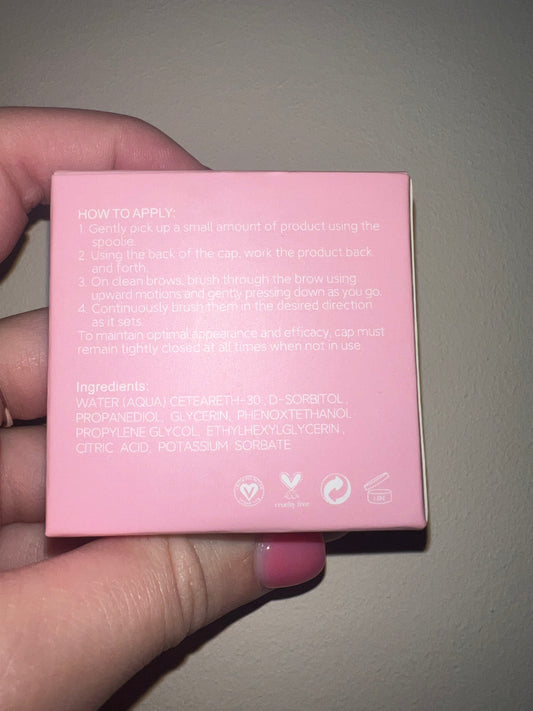 HOW TO APPLY:
1. Gently pick up a small amount of product using the
spoolie.
2. Using the back of the cap, work the product back
and forth.
3. On clean brows, brush through the brow using
upward motions and gently pressing down as you go.
4. Continuously brush them in the desired direction
as it sets.
To maintain optimal appearance and efficacy, cap must
remain tightly closed at all times when not in use.
Ingredients:
WATER (AQUA) CETEARETH-30, D-SORBITOL,
PROPANEDIOL, GLYCERIN, PHENOXTETHANOL
PROPYLENE GLYCOL, ETHYLHEXYLGLYCERIN,
CITRIC ACID, POTASSIUM SORBATE
cruelty free